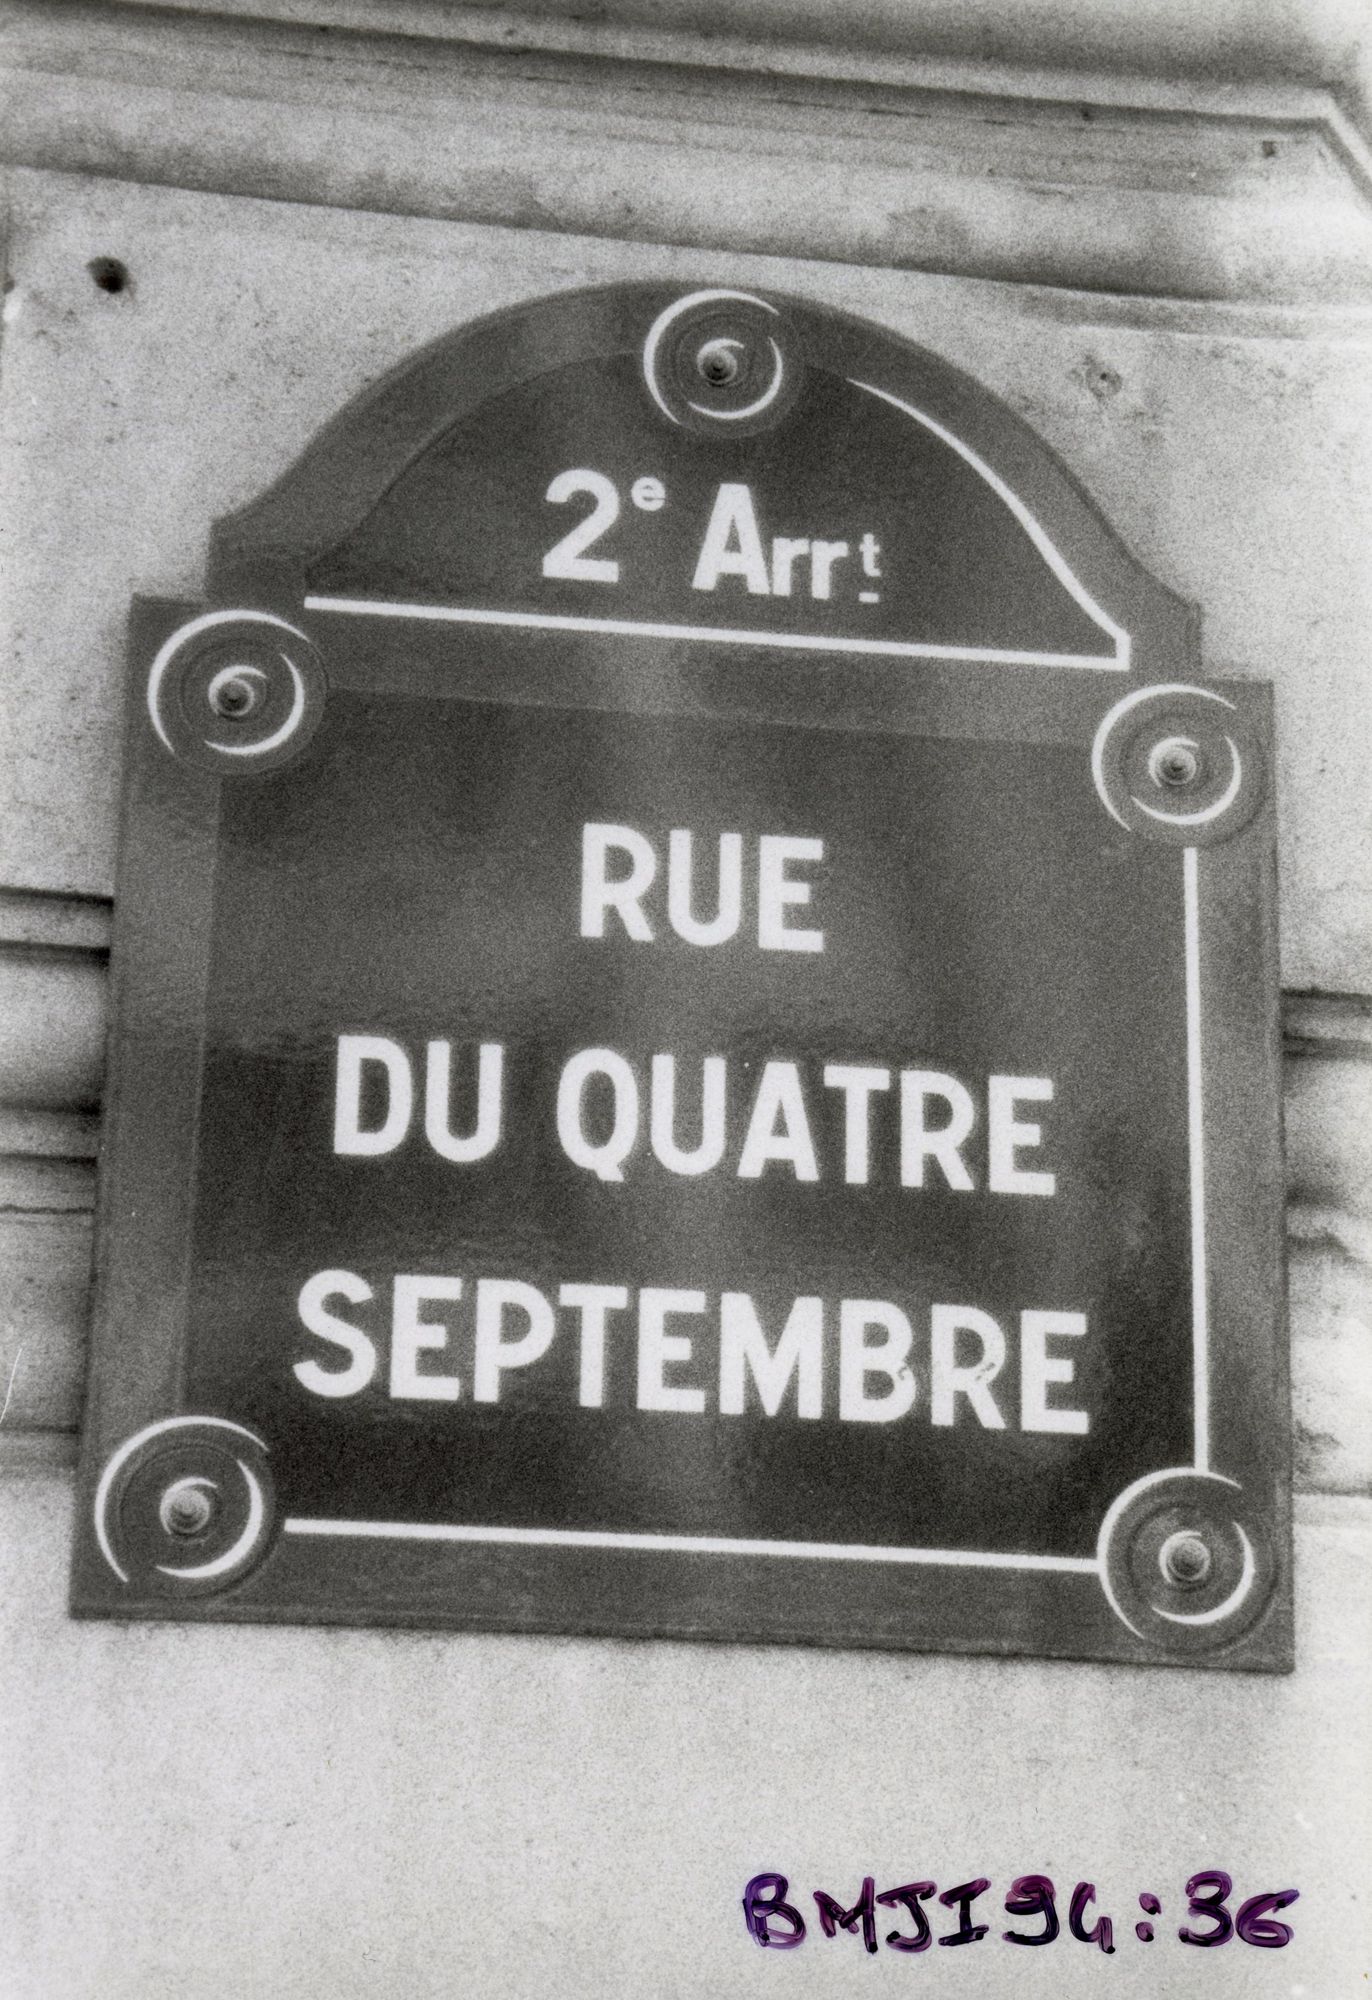 2e Arrt
RUE
DU QUATRE
SEPTEMBRE
BMJI94:36